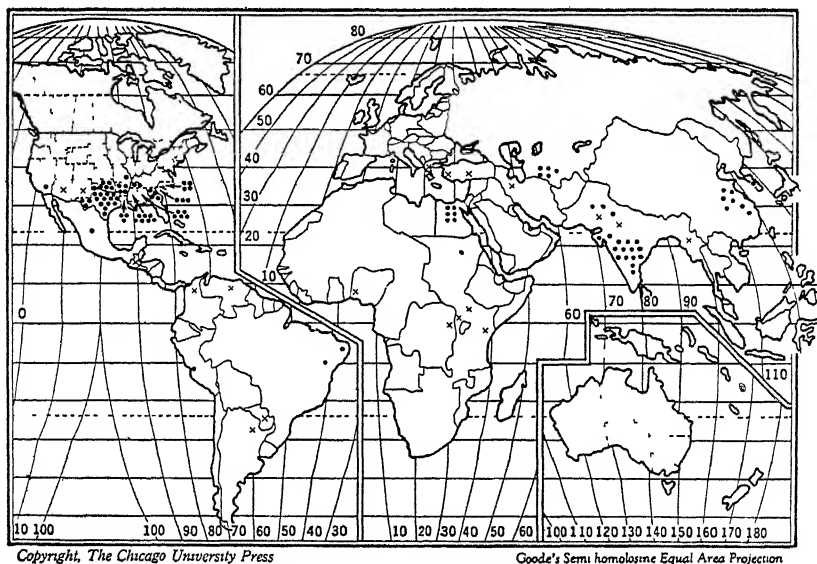 80
70
60
50
40
30
20
10
0
60
70 80 90
110
10 100 100 90 80 70 60 50 40 30 10 20 30 40 50 60 100 110 120 130 140 150 160 170 180
Copyright, The Chicago University Press
Goode's Semi homolosine Equal Area Projection